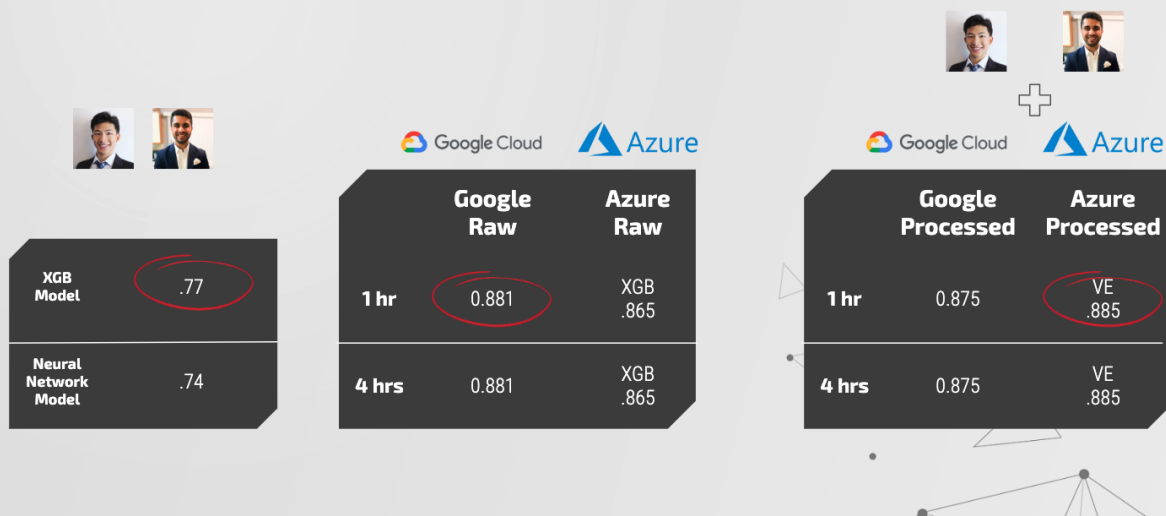 Google Cloud
Azure
Google Cloud
Azure
XGB
Model
.77
Neural
Network
Model
.74
Google
Raw
Azure
Raw
1 hr
0.881
XGB
.865
4 hrs
0.881
XGB
.865
Google
Processed
Azure
Processed
1 hr
0.875
VE
.885
4 hrs
0.875
VE
.885